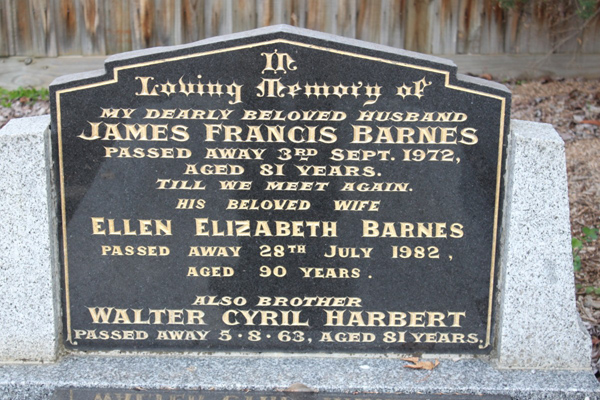 In
Loving Memory of
MY DEARLY BELOVED HUSBAND
JAMES FRANCIS BARNES
PASSED AWAY 3RD SEPT. 1972,
AGED 81 YEARS.
TILL WE MEET AGAIN.
HIS BELOVED WIFE
ELLEN ELIZABETH BARNES
PASSED AWAY 28TH JULY 1982,
AGED 90 YEARS.
ALSO BROTHER
WALTER CYRIL HARBERT
PASSED AWAY 5·8·63, AGED 81 YEARS.